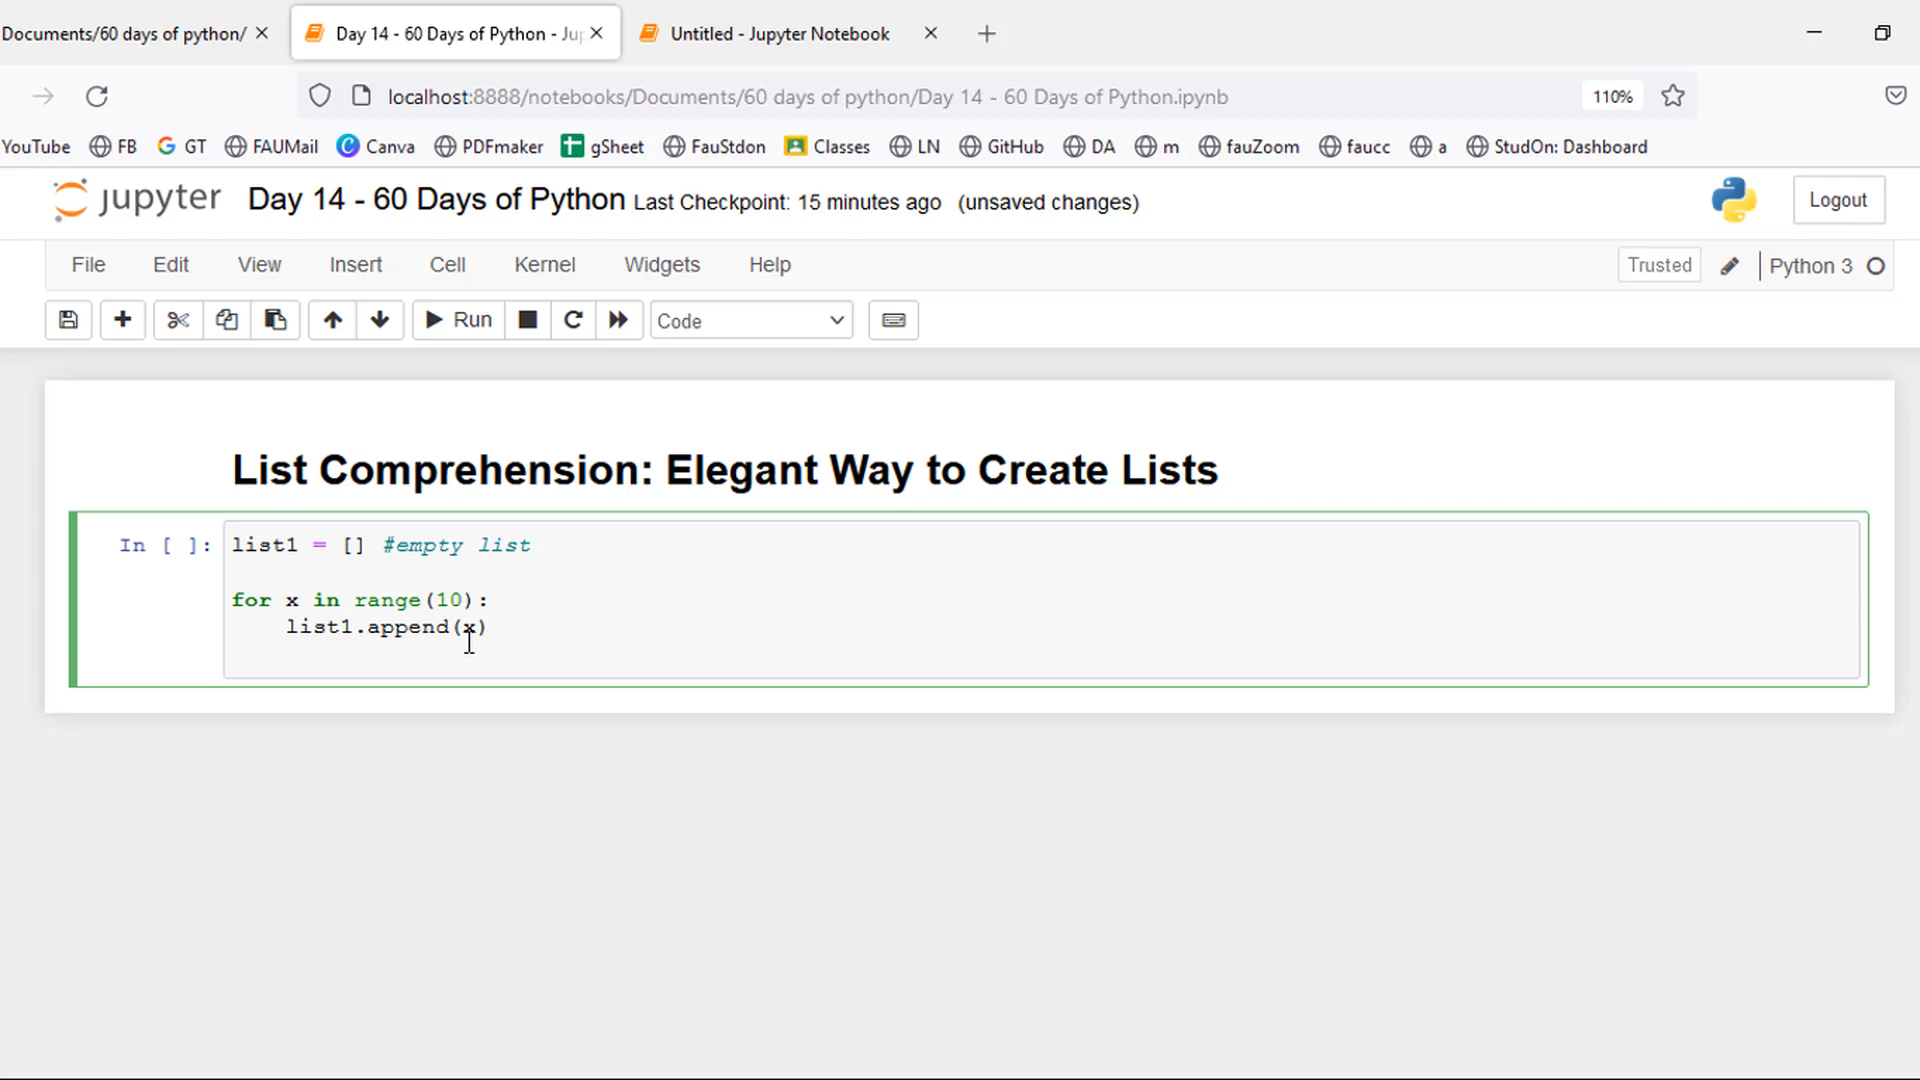 Documents/60 days of python/
Day 14 - 60 Days of Python - Jup
Untitled - Jupyter Notebook
localhost:8888/notebooks/Documents/60 days of python/Day 14 - 60 Days of Python.ipynb
110%
YouTube FB GT FAUMail Canva PDFmaker gSheet FauStdon Classes LN GitHub DA m fauZoom faucc a StudOn: Dashboard
jupyter Day 14 - 60 Days of Python Last Checkpoint: 15 minutes ago (unsaved changes) Logout
File Edit View Insert Cell Kernel Widgets Help Trusted Python 3
Run Code
List Comprehension: Elegant Way to Create Lists
In [ ]: list1 = [] #empty list
for x in range(10):
    list1.append(x)